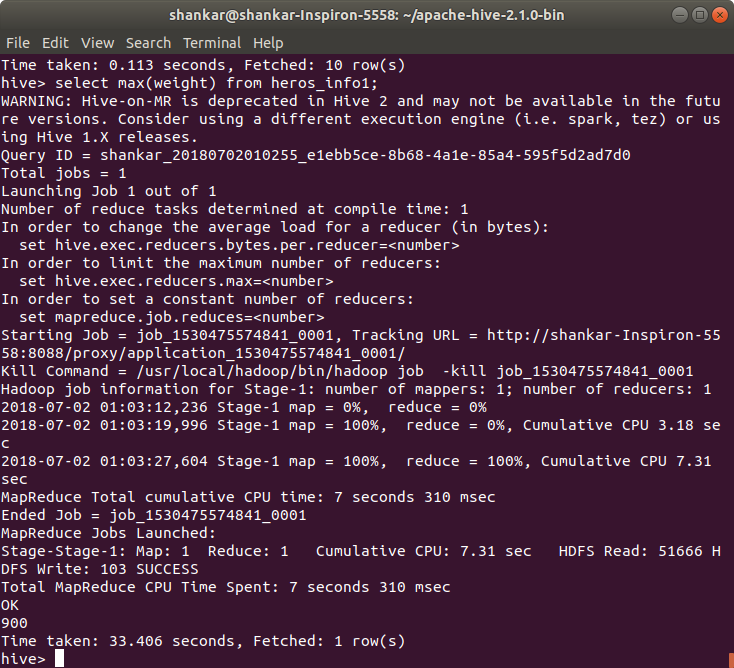 shankar@shankar-Inspiron-5558: ~/apache-hive-2.1.0-bin
File Edit View Search Terminal Help
Time taken: 0.113 seconds, Fetched: 10 row(s)
hive> select max(weight) from heros_info1;
WARNING: Hive-on-MR is deprecated in Hive 2 and may not be available in the futu
re versions. Consider using a different execution engine (i.e. spark, tez) or us
ing Hive 1.X releases.
Query ID = shankar_20180702010255_e1ebb5ce-8b68-4a1e-85a4-595f5d2ad7d0
Total jobs = 1
Launching Job 1 out of 1
Number of reduce tasks determined at compile time: 1
In order to change the average load for a reducer (in bytes):
  set hive.exec.reducers.bytes.per.reducer=<number>
In order to limit the maximum number of reducers:
  set hive.exec.reducers.max=<number>
In order to set a constant number of reducers:
  set mapreduce.job.reduces=<number>
Starting Job = job_1530475574841_0001, Tracking URL = http://shankar-Inspiron-55
58:8088/proxy/application_1530475574841_0001/
Kill Command = /usr/local/hadoop/bin/hadoop job  -kill job_1530475574841_0001
Hadoop job information for Stage-1: number of mappers: 1; number of reducers: 1
2018-07-02 01:03:12,236 Stage-1 map = 0%,  reduce = 0%
2018-07-02 01:03:19,996 Stage-1 map = 100%,  reduce = 0%, Cumulative CPU 3.18 se
c
2018-07-02 01:03:27,604 Stage-1 map = 100%,  reduce = 100%, Cumulative CPU 7.31
sec
MapReduce Total cumulative CPU time: 7 seconds 310 msec
Ended Job = job_1530475574841_0001
MapReduce Jobs Launched:
Stage-Stage-1: Map: 1  Reduce: 1   Cumulative CPU: 7.31 sec   HDFS Read: 51666 H
DFS Write: 103 SUCCESS
Total MapReduce CPU Time Spent: 7 seconds 310 msec
OK
900
Time taken: 33.406 seconds, Fetched: 1 row(s)
hive>